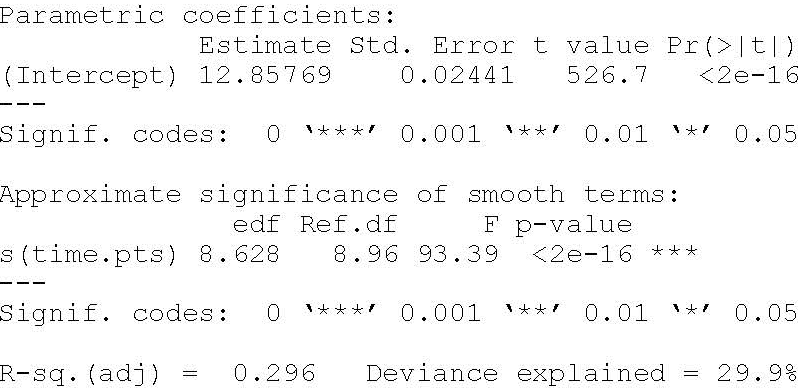 Parametric coefficients:
Estimate Std. Error t value Pr(>|t|)
(Intercept) 12.85769 0.02441 526.7 <2e-16
---
Signif. codes: 0 ‘***’ 0.001 ‘**’ 0.01 ‘*’ 0.05
Approximate significance of smooth terms:
edf Ref.df F p-value
s(time.pts) 8.628 8.96 93.39 <2e-16 ***
---
Signif. codes: 0 ‘***’ 0.001 ‘**’ 0.01 ‘*’ 0.05
R-sq.(adj) = 0.296 Deviance explained = 29.9%